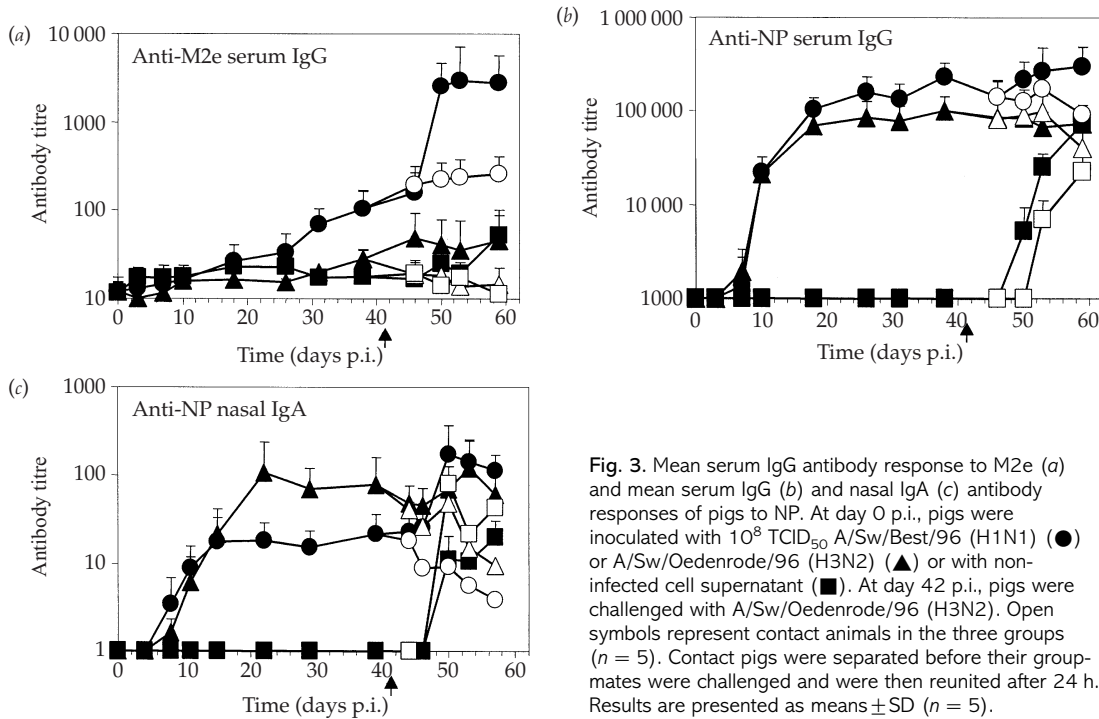 (a)
10 000
Anti-M2e serum IgG
1000
100
10
Antibody titre
0 10 20 30 40 50 60
Time (days p.i.)
(b)
1 000 000
Anti-NP serum IgG
100 000
10 000
1000
Antibody titre
0 10 20 30 40 50 60
Time (days p.i.)
(c)
1000
Anti-NP nasal IgA
100
10
1
Antibody titre
0 10 20 30 40 50 60
Time (days p.i.)
Fig. 3. Mean serum IgG antibody response to M2e (a)
and mean serum IgG (b) and nasal IgA (c) antibody
responses of pigs to NP. At day 0 p.i., pigs were
inoculated with 10⁸ TCID₅₀ A/Sw/Best/96 (H1N1) (●)
or A/Sw/Oedenrode/96 (H3N2) (▲) or with non-
infected cell supernatant (■). At day 42 p.i., pigs were
challenged with A/Sw/Oedenrode/96 (H3N2). Open
symbols represent contact animals in the three groups
(n = 5). Contact pigs were separated before their group-
mates were challenged and were then reunited after 24 h.
Results are presented as means±SD (n = 5).